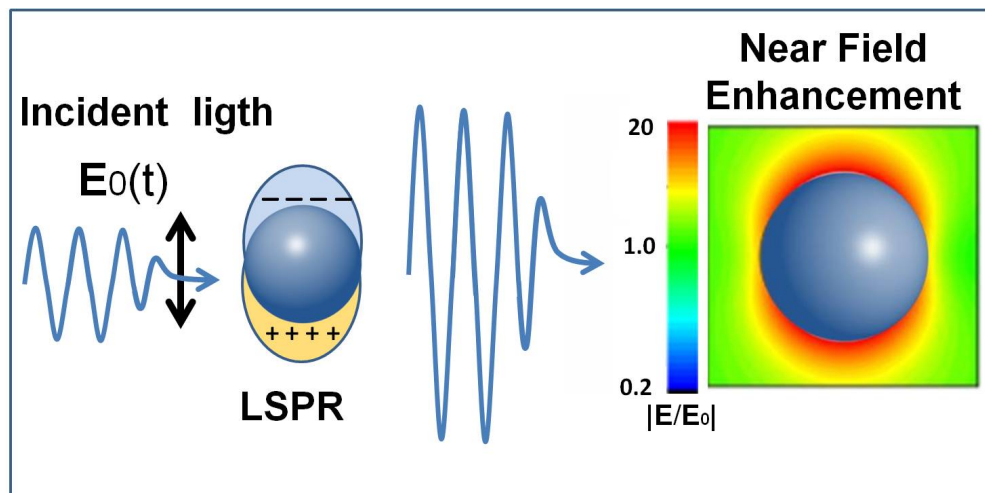 Incident ligth
E0(t)
− − − −
+ + + +
LSPR
Near Field
Enhancement
20
1.0
0.2
|E/E0|